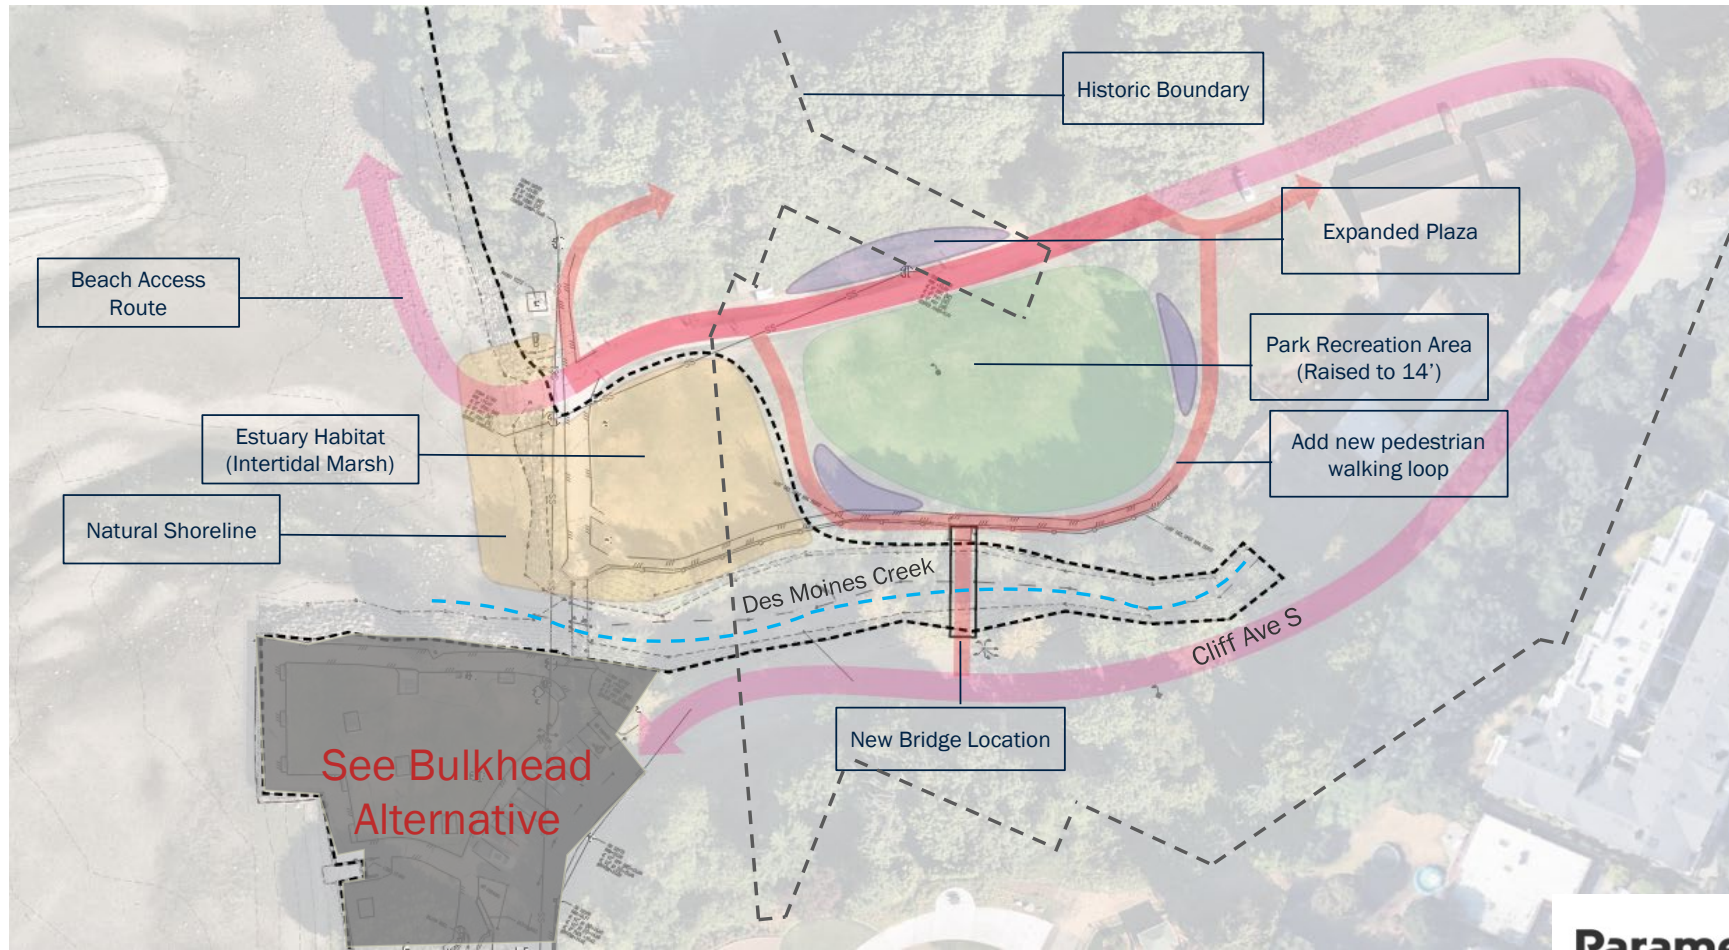 Historic Boundary
Expanded Plaza
Beach Access
Route
Park Recreation Area
(Raised to 14’)
Estuary Habitat
(Intertidal Marsh)
Add new pedestrian
walking loop
Natural Shoreline
Des Moines Creek
Cliff Ave S
New Bridge Location
See Bulkhead
Alternative